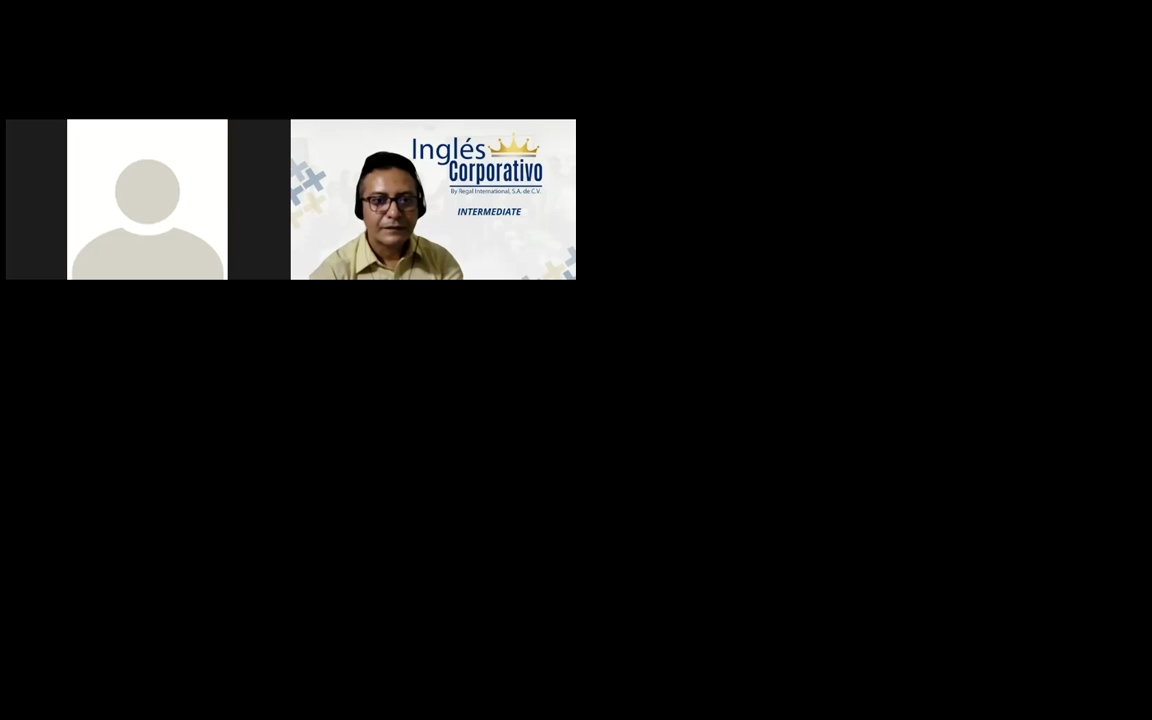 Inglés
Corporativo
By Regal International, S.A. de C.V.
INTERMEDIATE